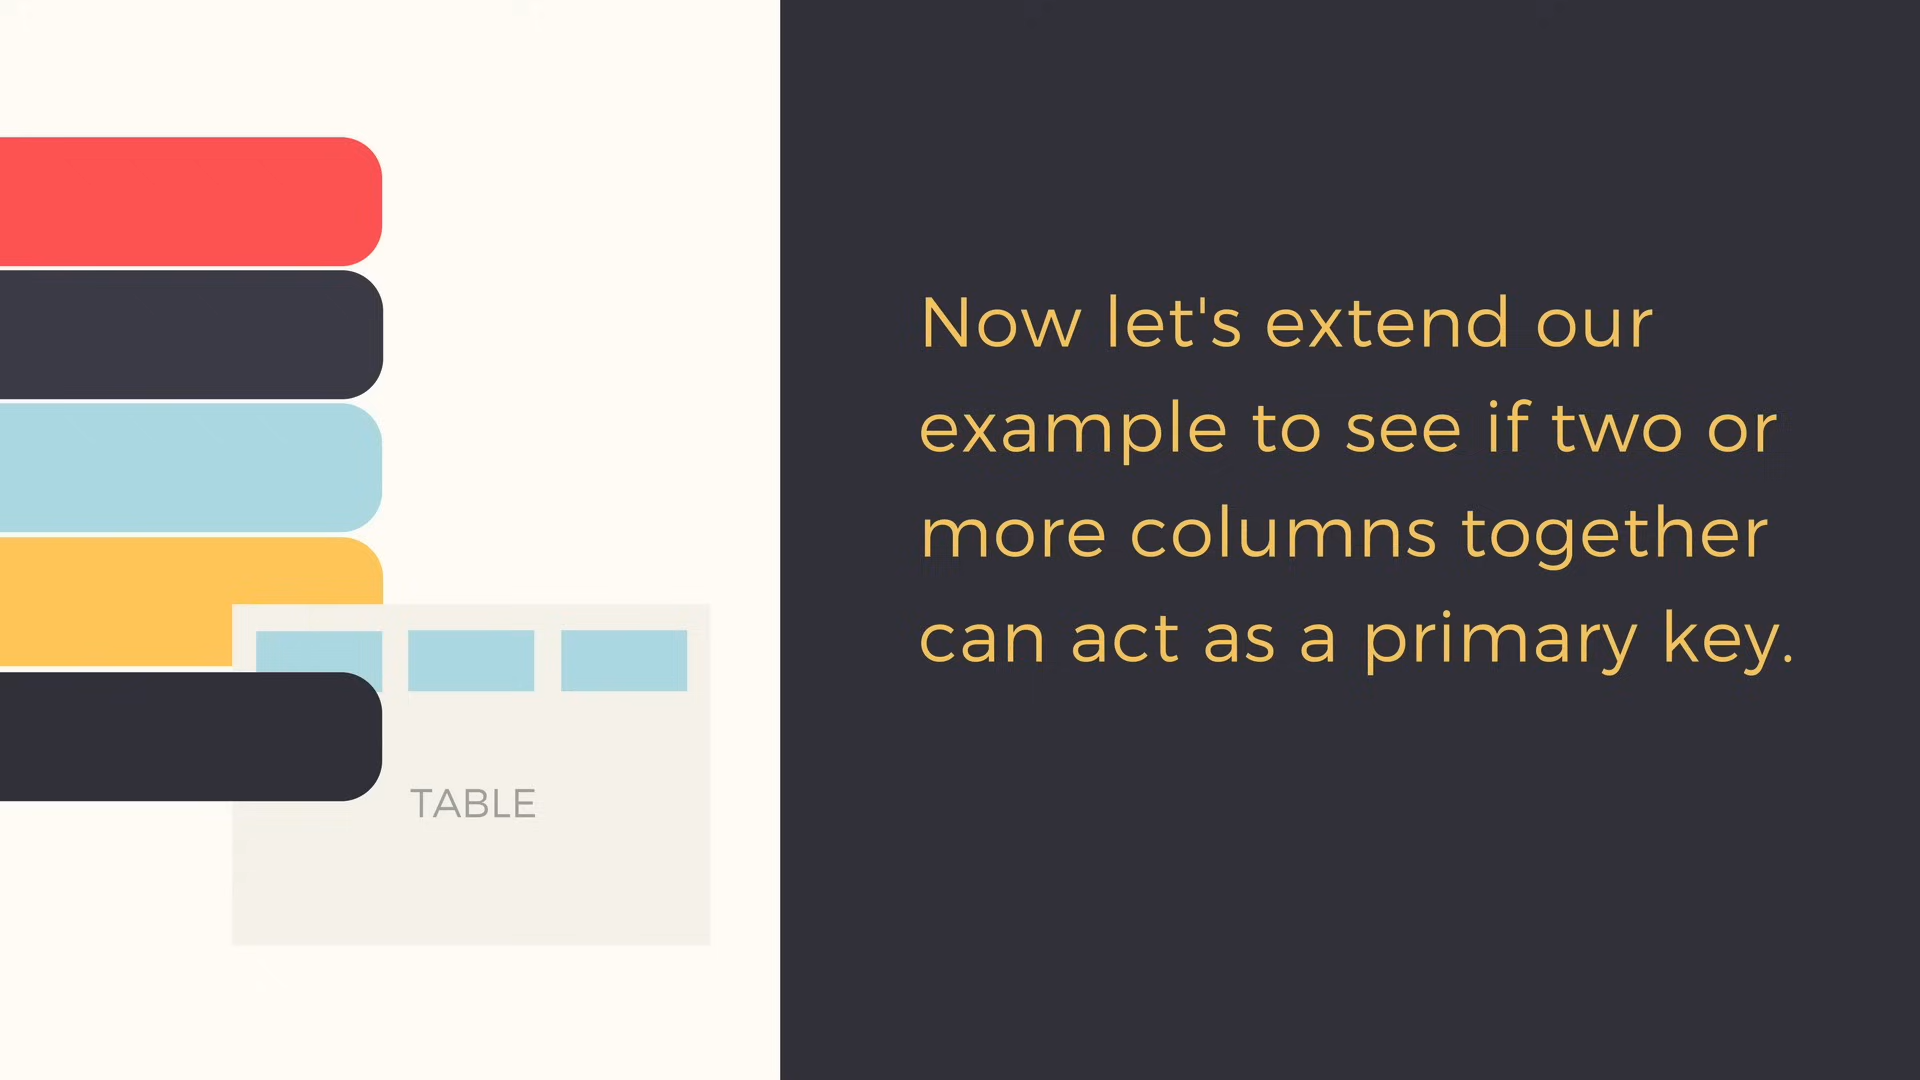 Now let's extend our
example to see if two or
more columns together
can act as a primary key.
TABLE